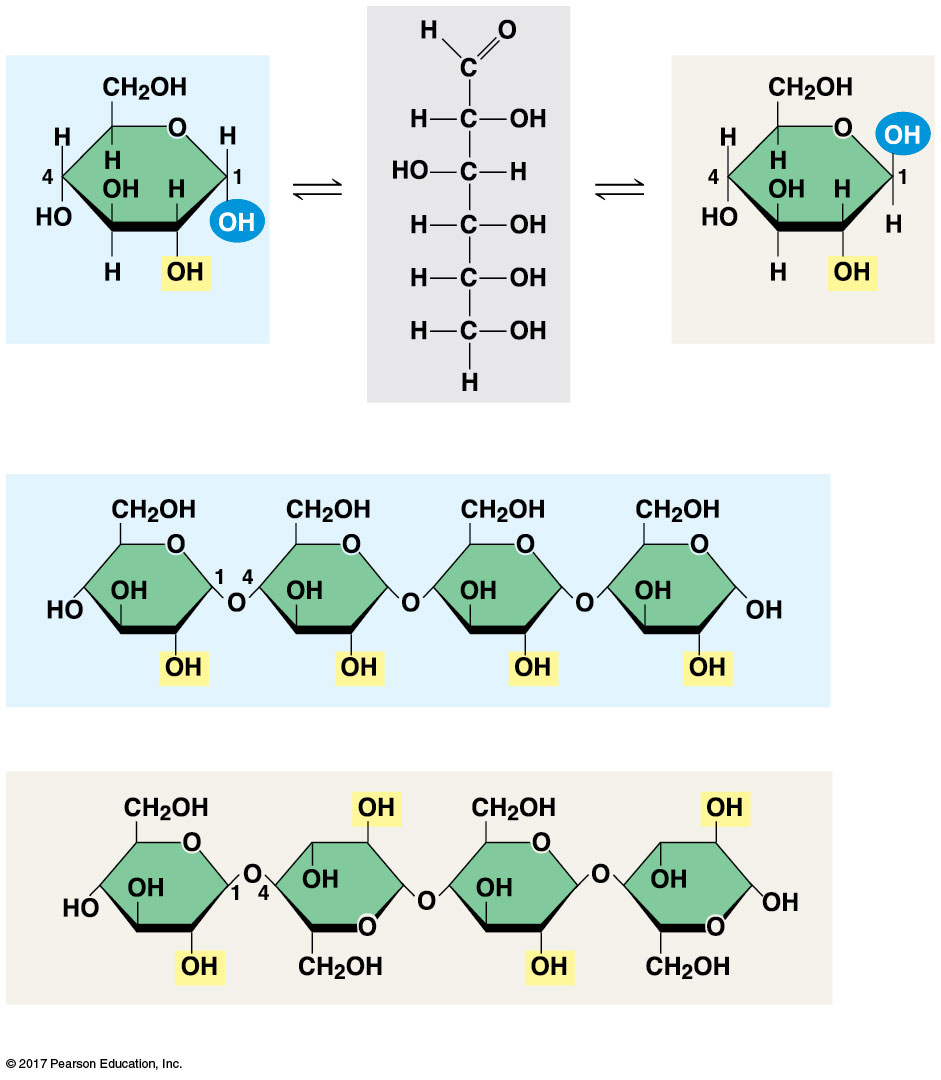 H O
C
H C OH
HO C H
H C OH
H C OH
H C OH
H
CH₂OH
H O H
4 H 1
OH H
HO OH
H OH
CH₂OH
H O OH
4 H 1
OH H
HO H
H OH
CH₂OH CH₂OH CH₂OH CH₂OH
O O O O
1 4
OH OH OH OH
HO O O O OH
OH OH OH OH
CH₂OH OH CH₂OH OH
O O
O O
OH OH OH OH
1 4
HO O OH
O O
OH CH₂OH OH CH₂OH
© 2017 Pearson Education, Inc.